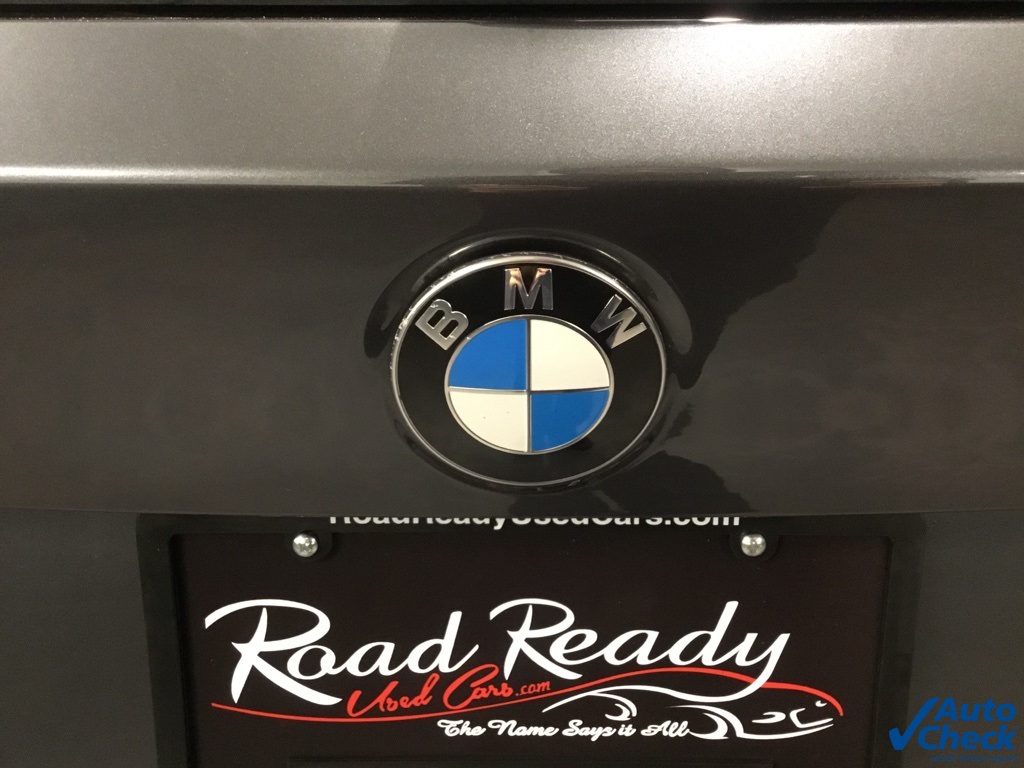 BMW
RoadReadyUsedCars.com
Road Ready
Used Cars.com
The Name Says it All
Auto
Check